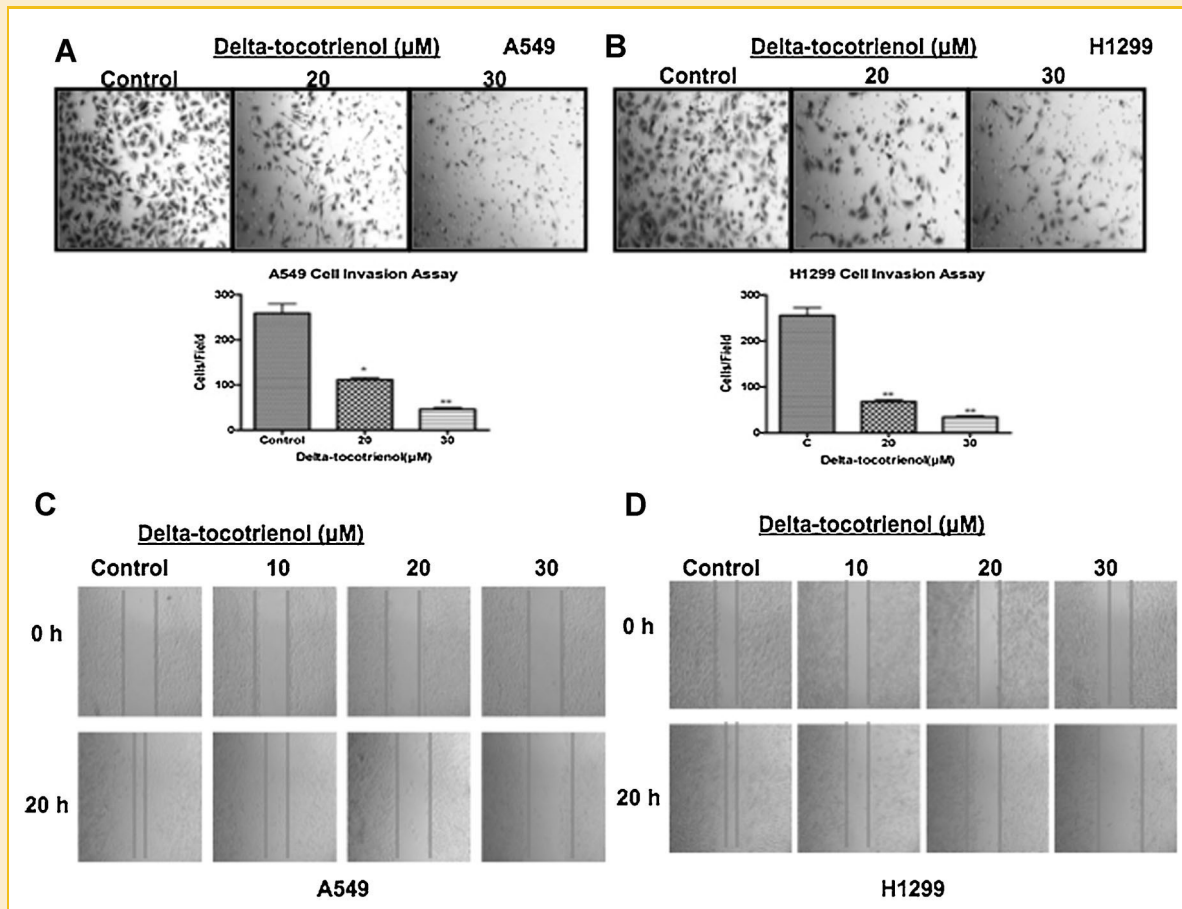 A
Delta-tocotrienol (µM) A549
Control 20 30
A549 Cell Invasion Assay
300
200
100
0
Cells/Field
*
**
Control 20 30
Delta-tocotrienol(µM)
B
Delta-tocotrienol (µM) H1299
Control 20 30
H1299 Cell Invasion Assay
300
200
100
0
Cells/Field
**
**
C 20 30
Delta-tocotrienol(µM)
C
Delta-tocotrienol (µM)
Control 10 20 30
0 h
20 h
A549
D
Delta-tocotrienol (µM)
Control 10 20 30
0 h
20 h
H1299